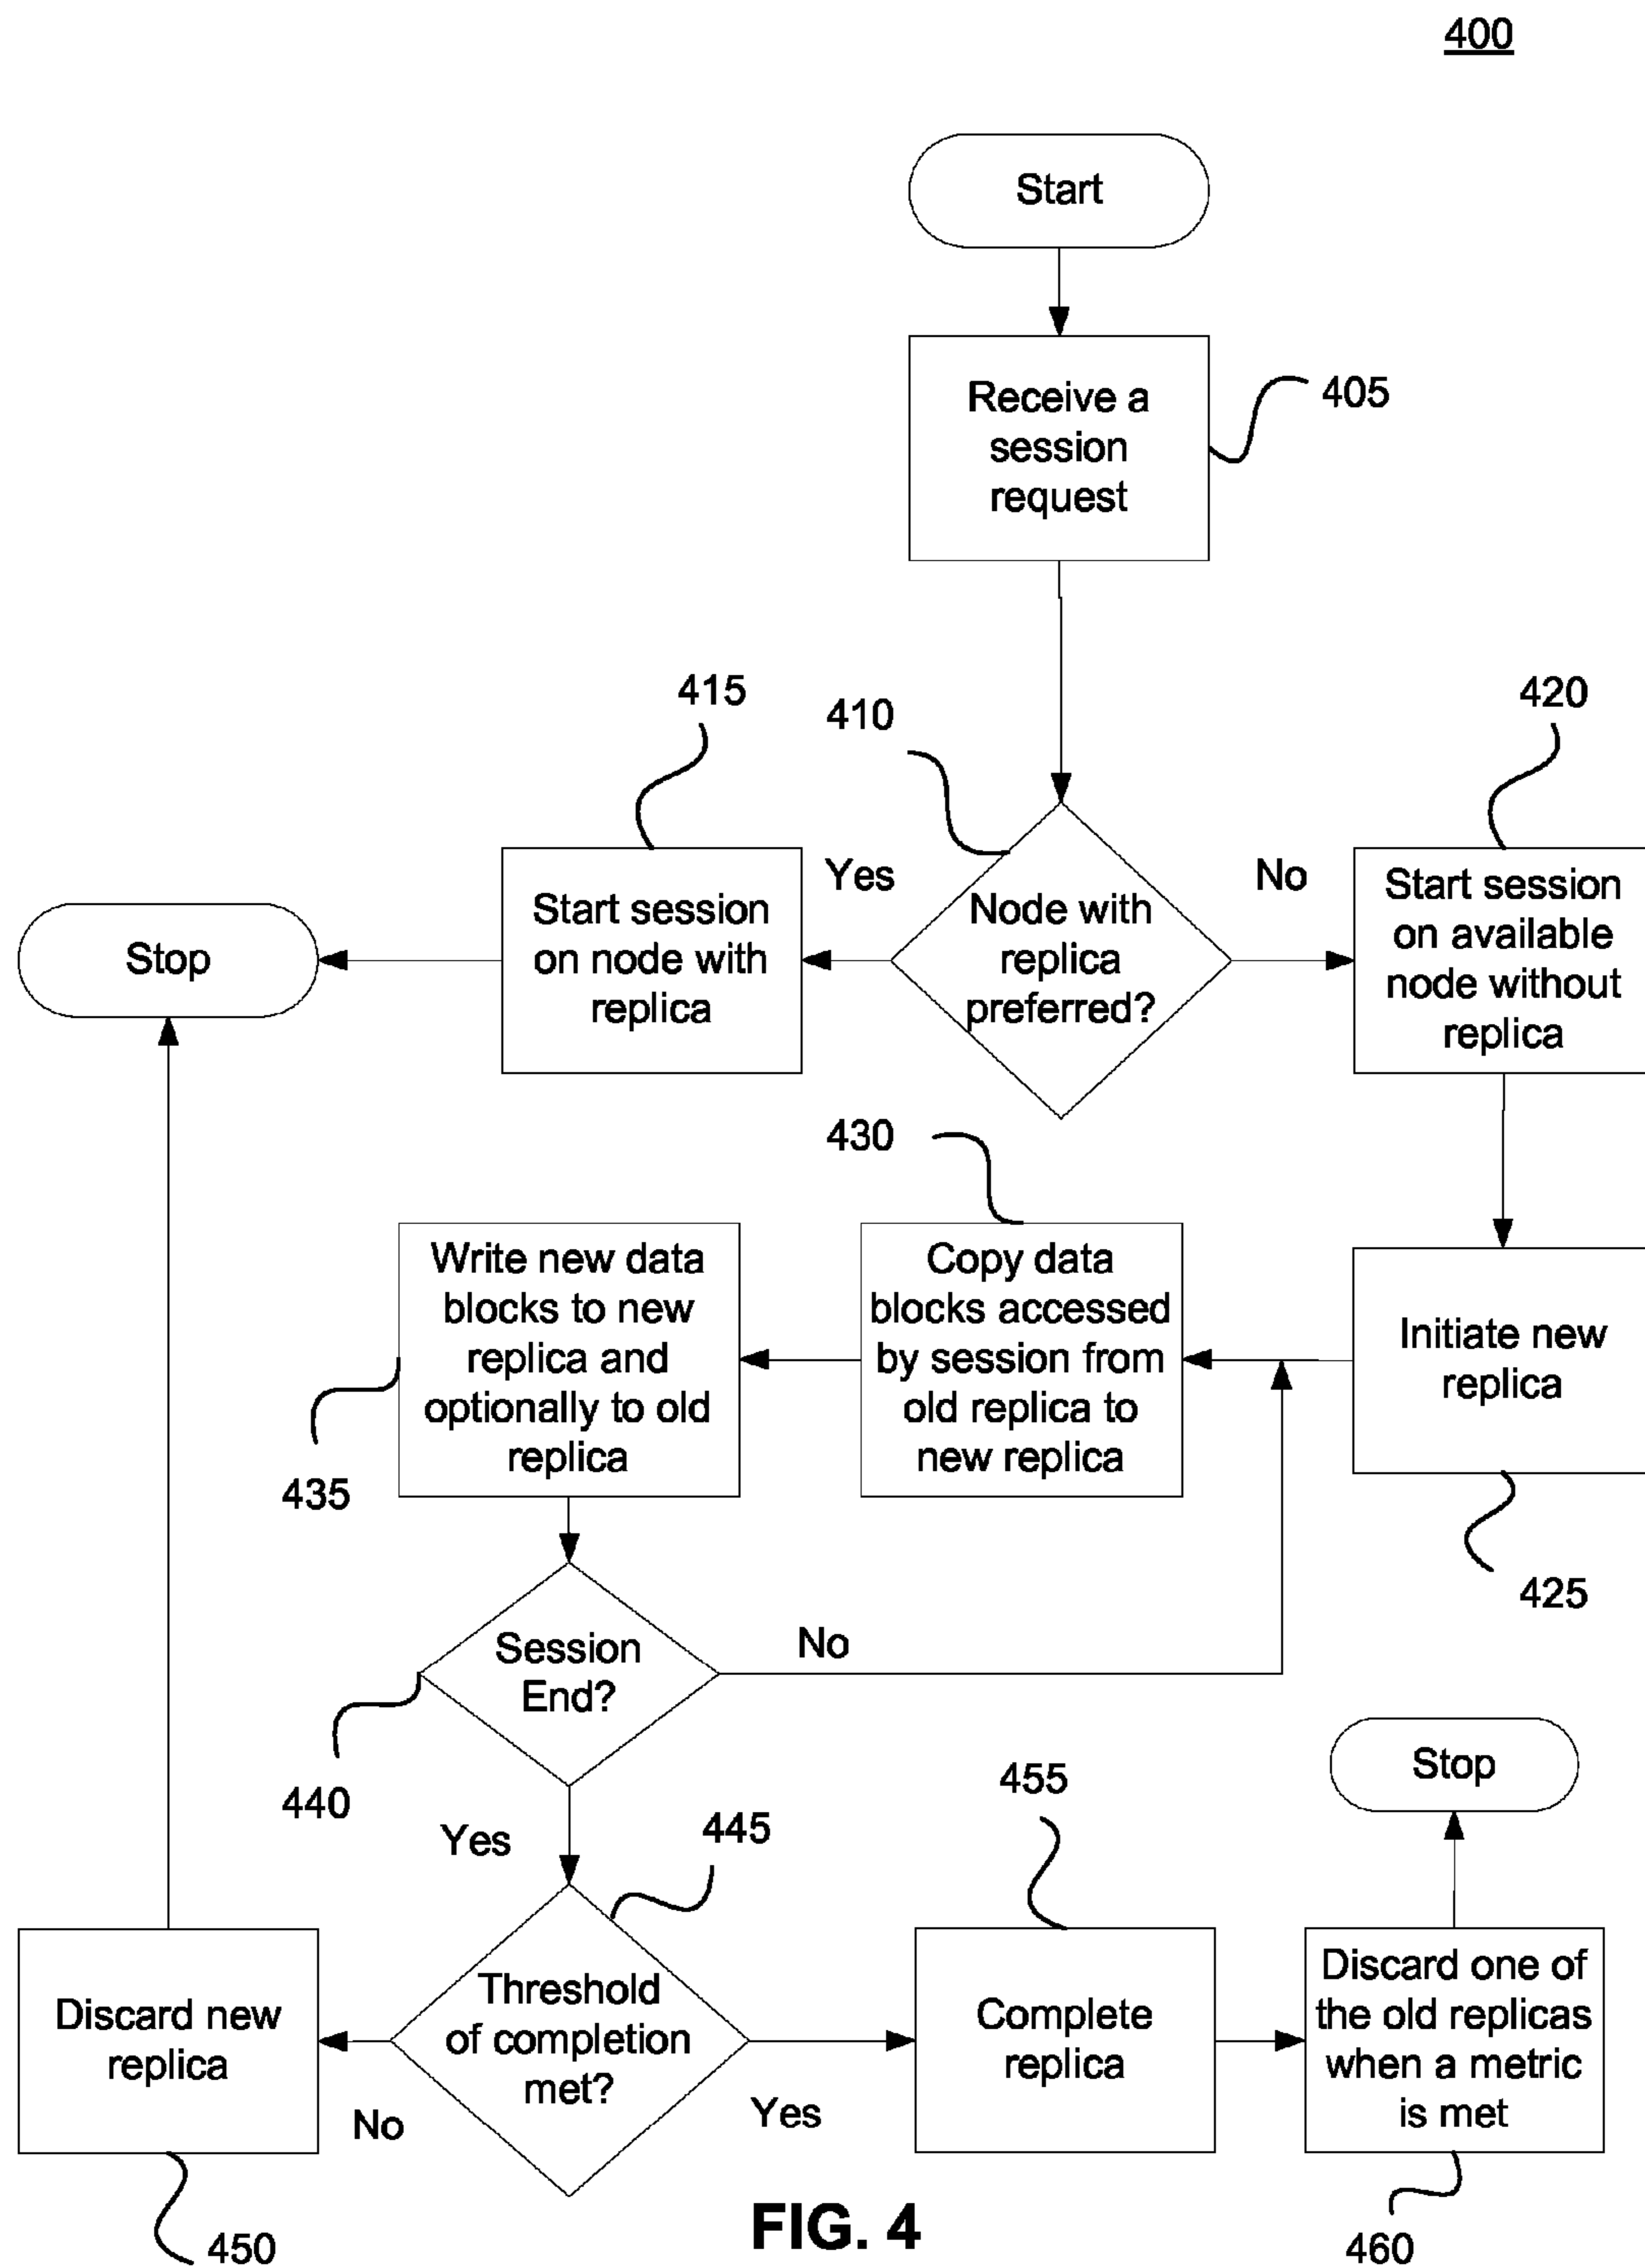 400
Start
Receive a
session
request
405
415
410
420
Yes
No
Start session
on node with
replica
Stop
Node with
replica
preferred?
Start session
on available
node without
replica
430
Write new data
blocks to new
replica and
optionally to old
replica
Copy data
blocks accessed
by session from
old replica to
new replica
Initiate new
replica
435
425
Session
End?
No
440
Yes
445
455
Stop
Discard new
replica
Threshold
of completion
met?
Complete
replica
Discard one of
the old replicas
when a metric
is met
No
Yes
450
FIG. 4
460